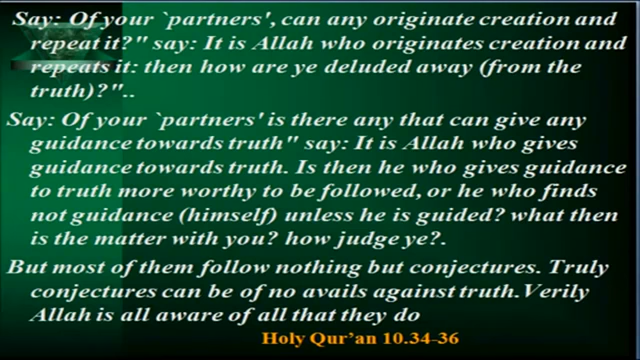 Say: Of your `partners', can any originate creation and
repeat it?" say: It is Allah who originates creation and
repeats it: then how are ye deluded away (from the
truth)?"..
Say: Of your `partners' is there any that can give any
guidance towards truth" say: It is Allah who gives
guidance towards truth. Is then he who gives guidance
to truth more worthy to be followed, or he who finds
not guidance (himself) unless he is guided? what then
is the matter with you? how judge ye?.
But most of them follow nothing but conjectures. Truly
conjectures can be of no avails against truth.Verily
Allah is all aware of all that they do
Holy Qur'an 10.34-36